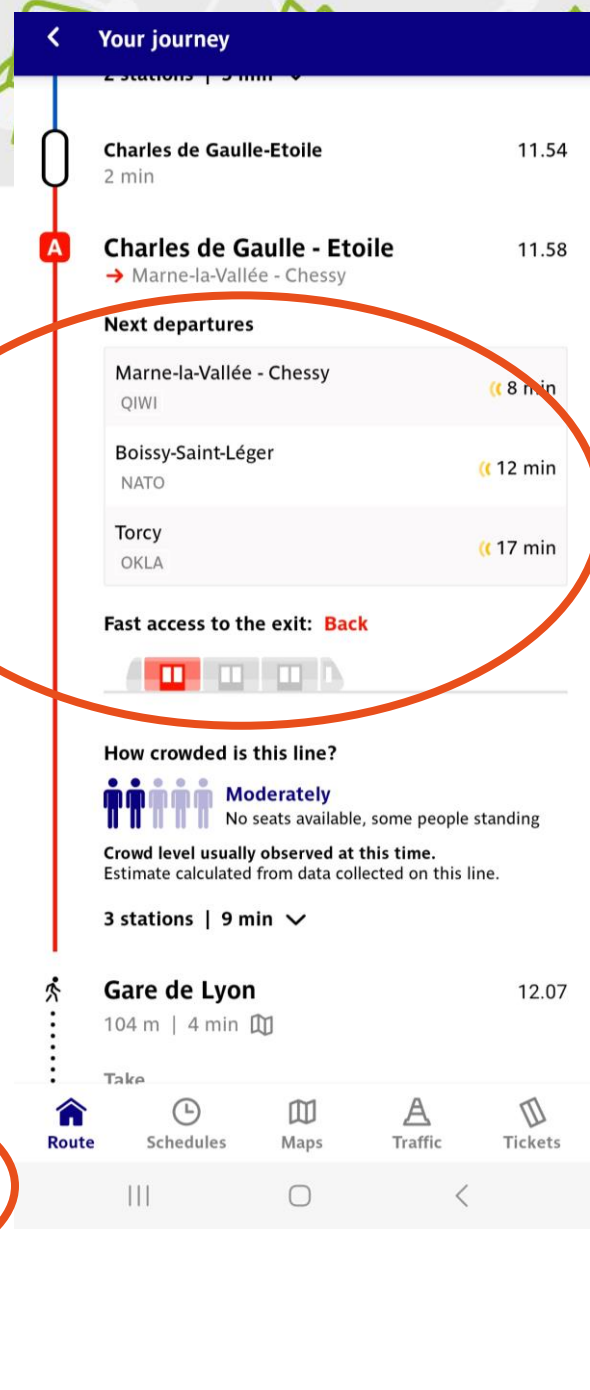 Your journey
2 stations | 3 min
Charles de Gaulle-Etoile 11.54
2 min
A Charles de Gaulle - Etoile 11.58
→ Marne-la-Vallée - Chessy
Next departures
Marne-la-Vallée - Chessy
QIWI
8 min
Boissy-Saint-Léger
NATO
12 min
Torcy
OKLA
17 min
Fast access to the exit: Back
How crowded is this line?
Moderately
No seats available, some people standing
Crowd level usually observed at this time.
Estimate calculated from data collected on this line.
3 stations | 9 min
Gare de Lyon 12.07
104 m | 4 min
Take
Route Schedules Maps Traffic Tickets